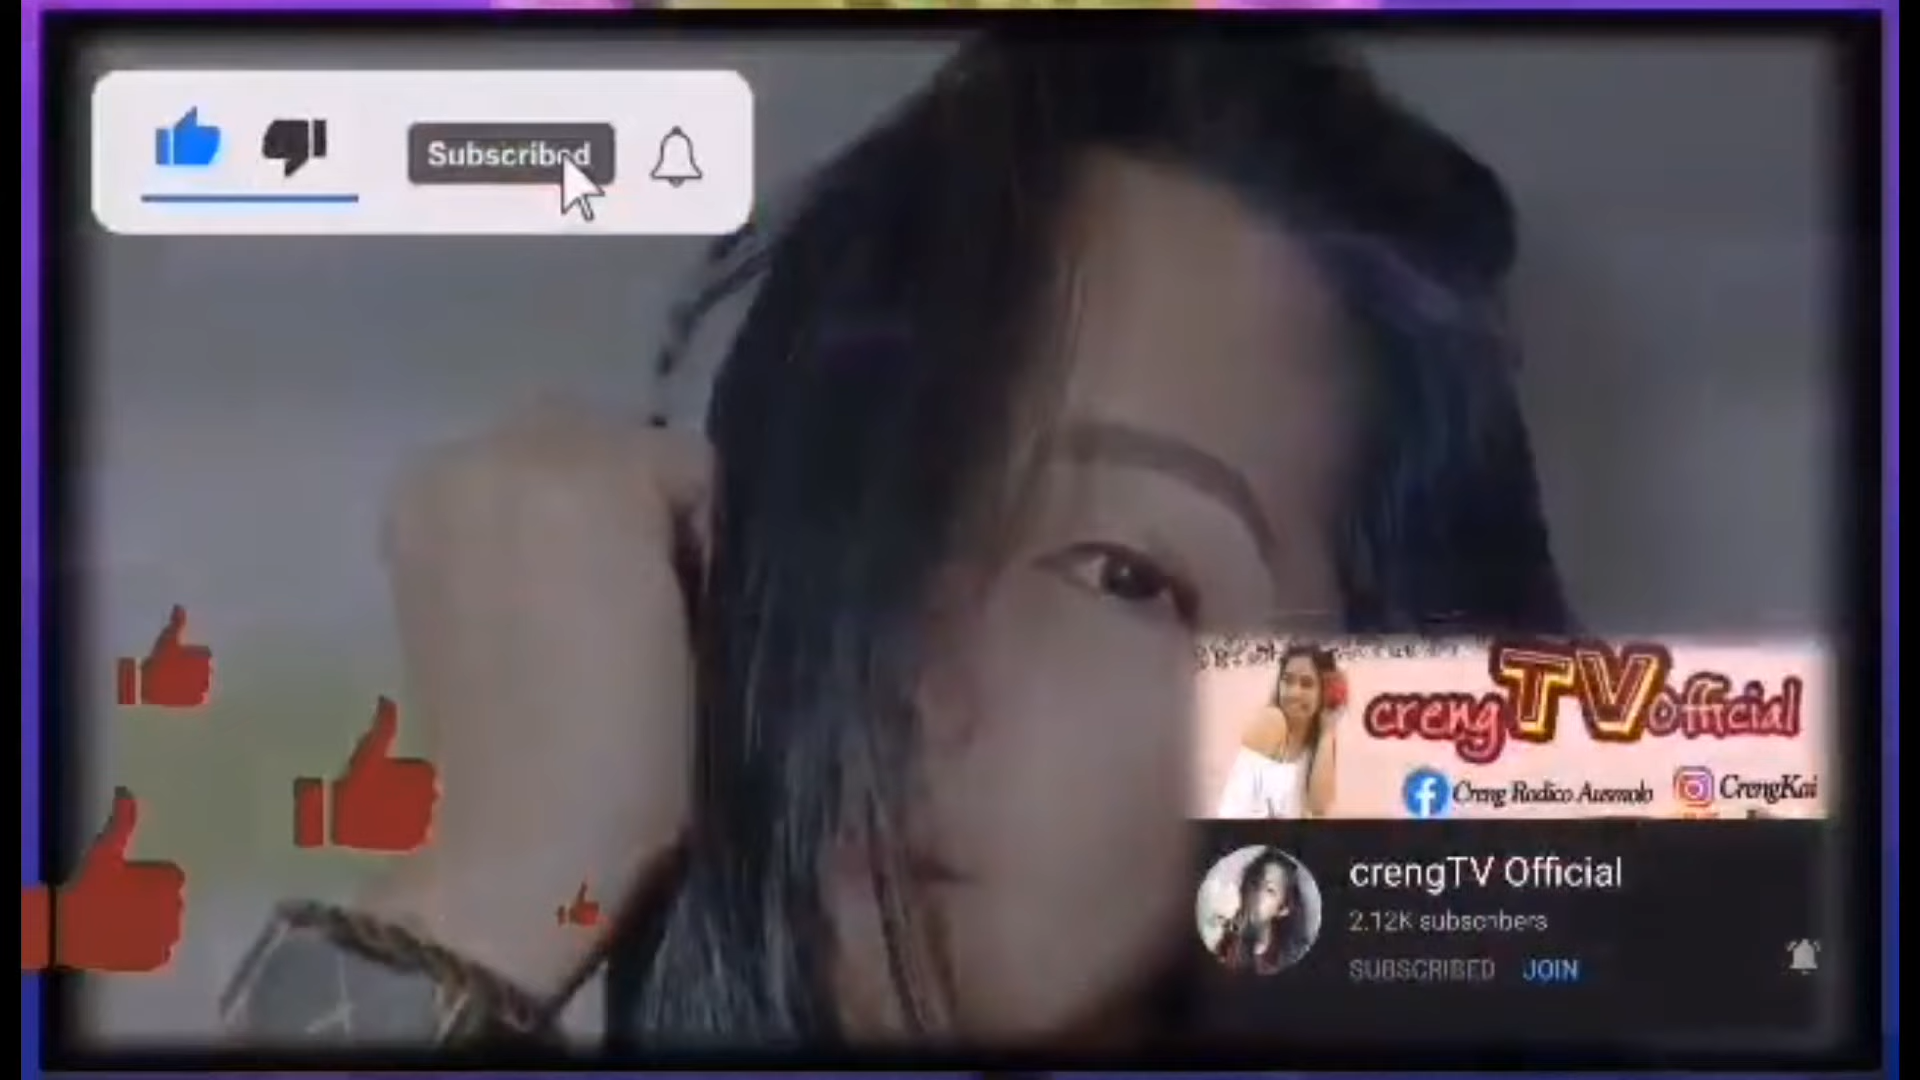 Subscribed
crengTVofficial
Creng Radico Ausmolo CrengKai
crengTV Official
2.12K subscribers
SUBSCRIBED JOIN